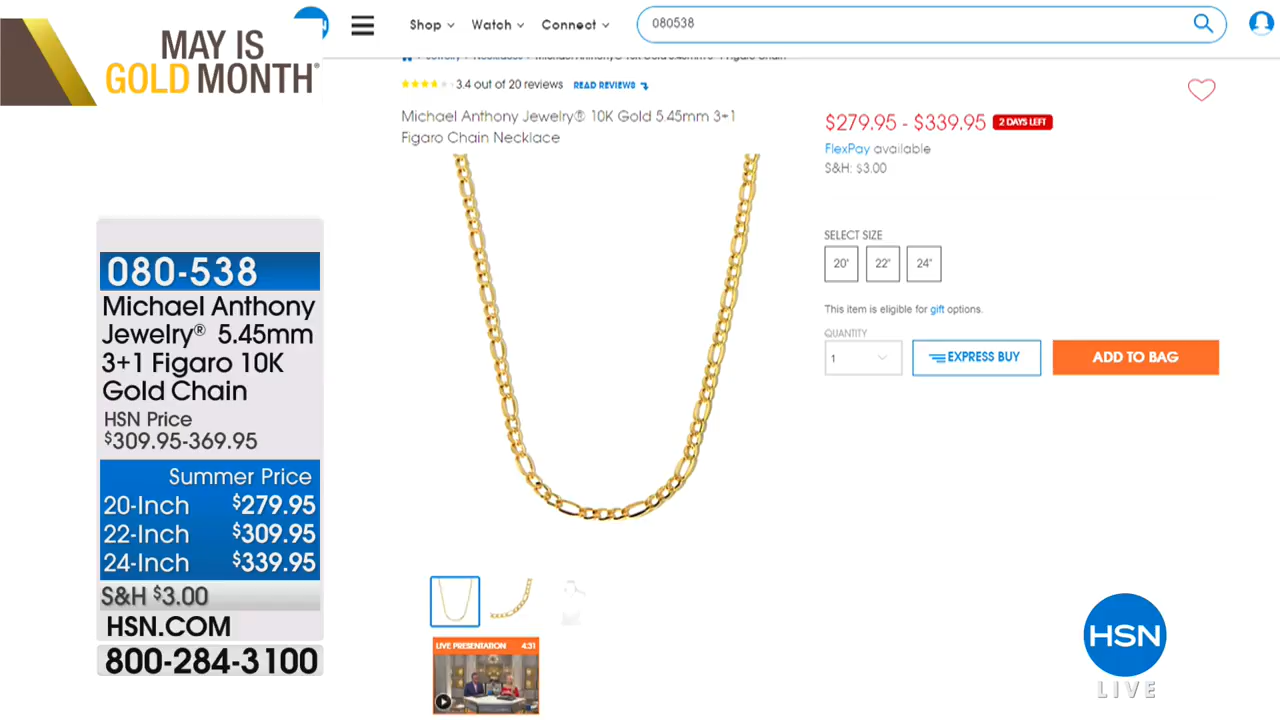 MAY IS
GOLD MONTH®
Shop
Watch
Connect
080538
3.4 out of 20 reviews
READ REVIEWS
Michael Anthony Jewelry® 10K Gold 5.45mm 3+1
Figaro Chain Necklace
$279.95 - $339.95
2 DAYS LEFT
FlexPay available
S&H: $3.00
SELECT SIZE
20"
22"
24"
This item is eligible for gift options.
QUANTITY
1
EXPRESS BUY
ADD TO BAG
080-538
Michael Anthony
Jewelry® 5.45mm
3+1 Figaro 10K
Gold Chain
HSN Price
$309.95-369.95
Summer Price
20-Inch $279.95
22-Inch $309.95
24-Inch $339.95
S&H $3.00
HSN.COM
800-284-3100
LIVE PRESENTATION 4:31
HSN
LIVE